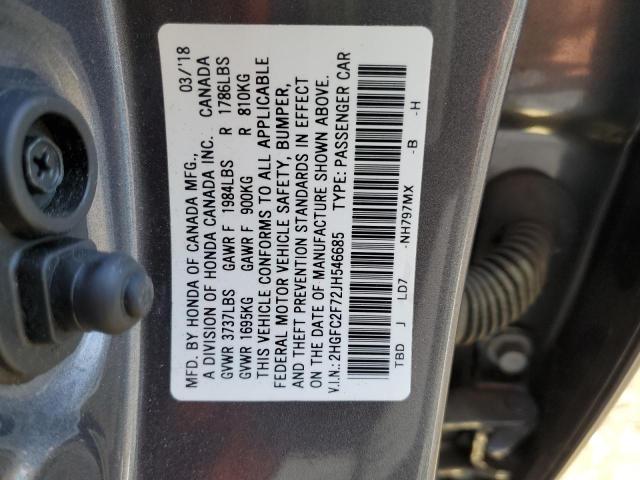 MFD. BY HONDA OF CANADA MFG., 03/'18
A DIVISION OF HONDA CANADA INC. CANADA
GVWR 3737LBS GAWR F 1984LBS R 1786LBS
GVWR 1695KG GAWR F 900KG R 810KG
THIS VEHICLE CONFORMS TO ALL APPLICABLE
FEDERAL MOTOR VEHICLE SAFETY, BUMPER,
AND THEFT PREVENTION STANDARDS IN EFFECT
ON THE DATE OF MANUFACTURE SHOWN ABOVE.
V.I.N.: 2HGFC2F72JH546685 TYPE: PASSENGER CAR
TBD J LD7 -NH797MX -B -H